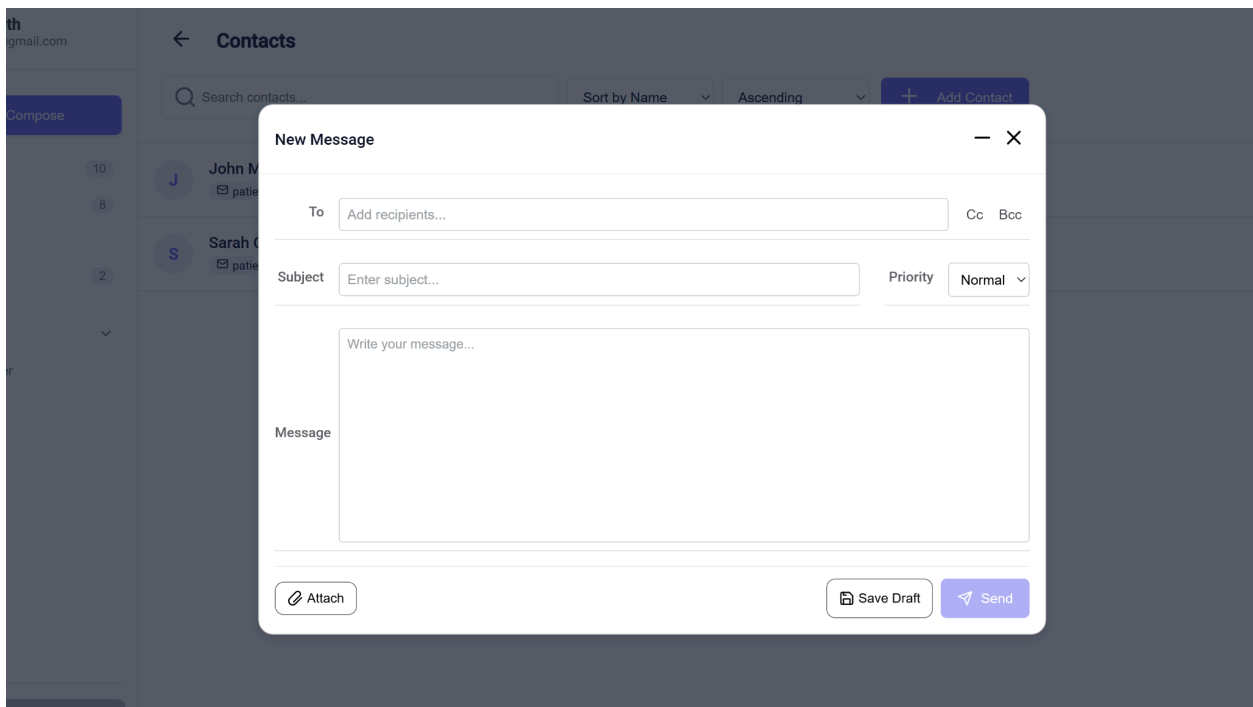 th
@gmail.com
Contacts
Search contacts...
Sort by Name
Ascending
Add Contact
Compose
10
8
2
er
J
John M
patie
S
Sarah
patie
New Message
To
Add recipients...
Cc Bcc
Subject
Enter subject...
Priority
Normal
Message
Write your message...
Attach
Save Draft
Send